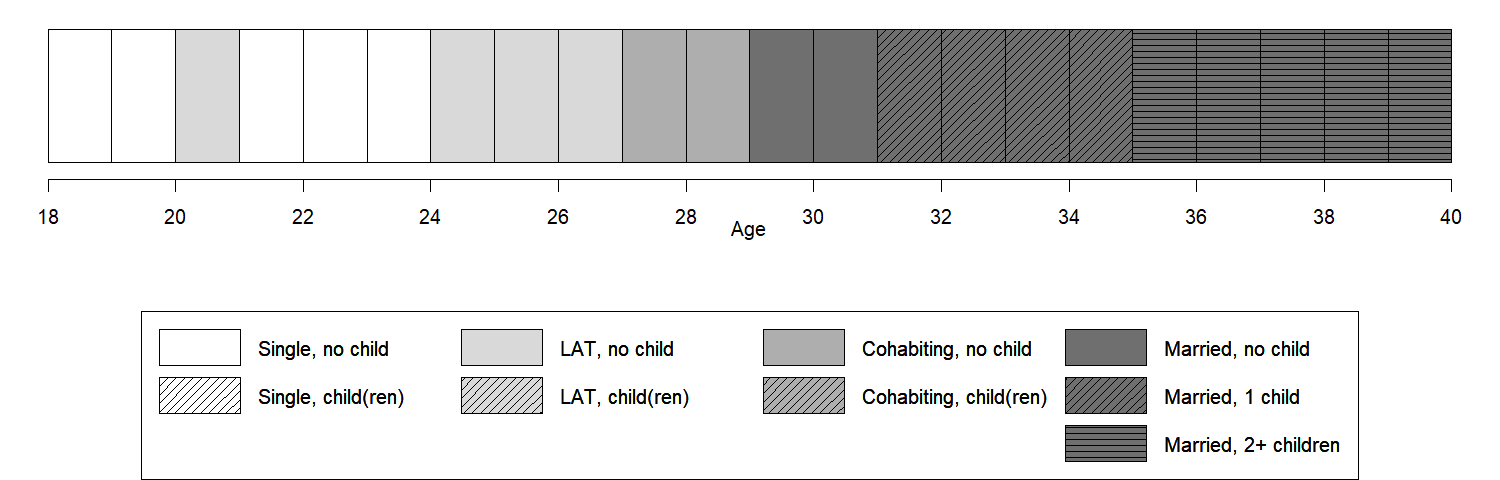 18 20 22 24 26 28 30 32 34 36 38 40
Age
Single, no child LAT, no child Cohabiting, no child Married, no child
Single, child(ren) LAT, child(ren) Cohabiting, child(ren) Married, 1 child
Married, 2+ children